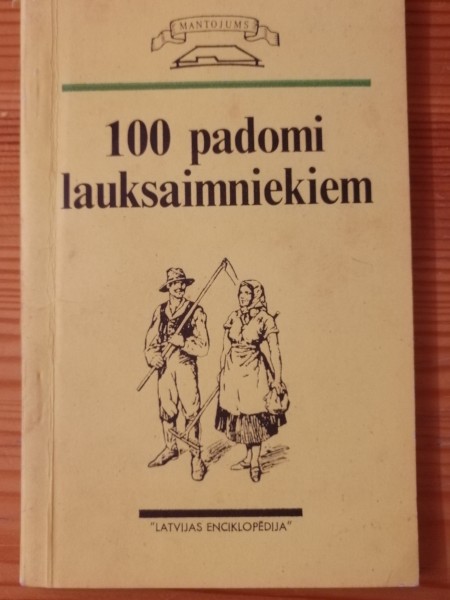 MANTOJUMS
100 padomi
lauksaimniekiem
"LATVIJAS ENCIKLOPĒDIJA"